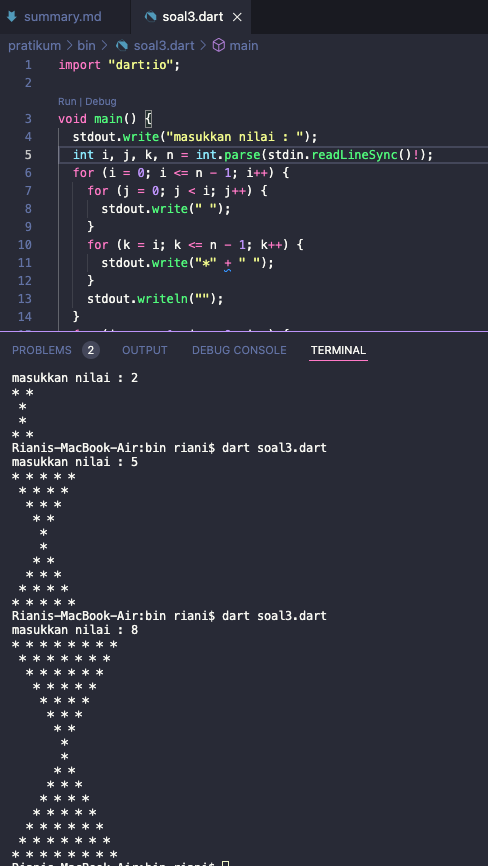 summary.md soal3.dart ×
pratikum > bin > soal3.dart > main
1 import "dart:io";
2
Run | Debug
3 void main() {
4 stdout.write("masukkan nilai : ");
5 int i, j, k, n = int.parse(stdin.readLineSync()!);
6 for (i = 0; i <= n - 1; i++) {
7 for (j = 0; j < i; j++) {
8 stdout.write(" ");
9 }
10 for (k = i; k <= n - 1; k++) {
11 stdout.write("*" + " ");
12 }
13 stdout.writeln("");
14 }
PROBLEMS 2 OUTPUT DEBUG CONSOLE TERMINAL
masukkan nilai : 2
* *
 *
 *
* *
Rianis-MacBook-Air:bin riani$ dart soal3.dart
masukkan nilai : 5
* * * * *
 * * * *
  * * *
   * *
    *
    *
   * *
  * * *
 * * * *
* * * * *
Rianis-MacBook-Air:bin riani$ dart soal3.dart
masukkan nilai : 8
* * * * * * * *
 * * * * * * *
  * * * * * *
   * * * * *
    * * * *
     * * *
      * *
       *
       *
      * *
     * * *
    * * * *
   * * * * *
  * * * * * *
 * * * * * * *
* * * * * * * *